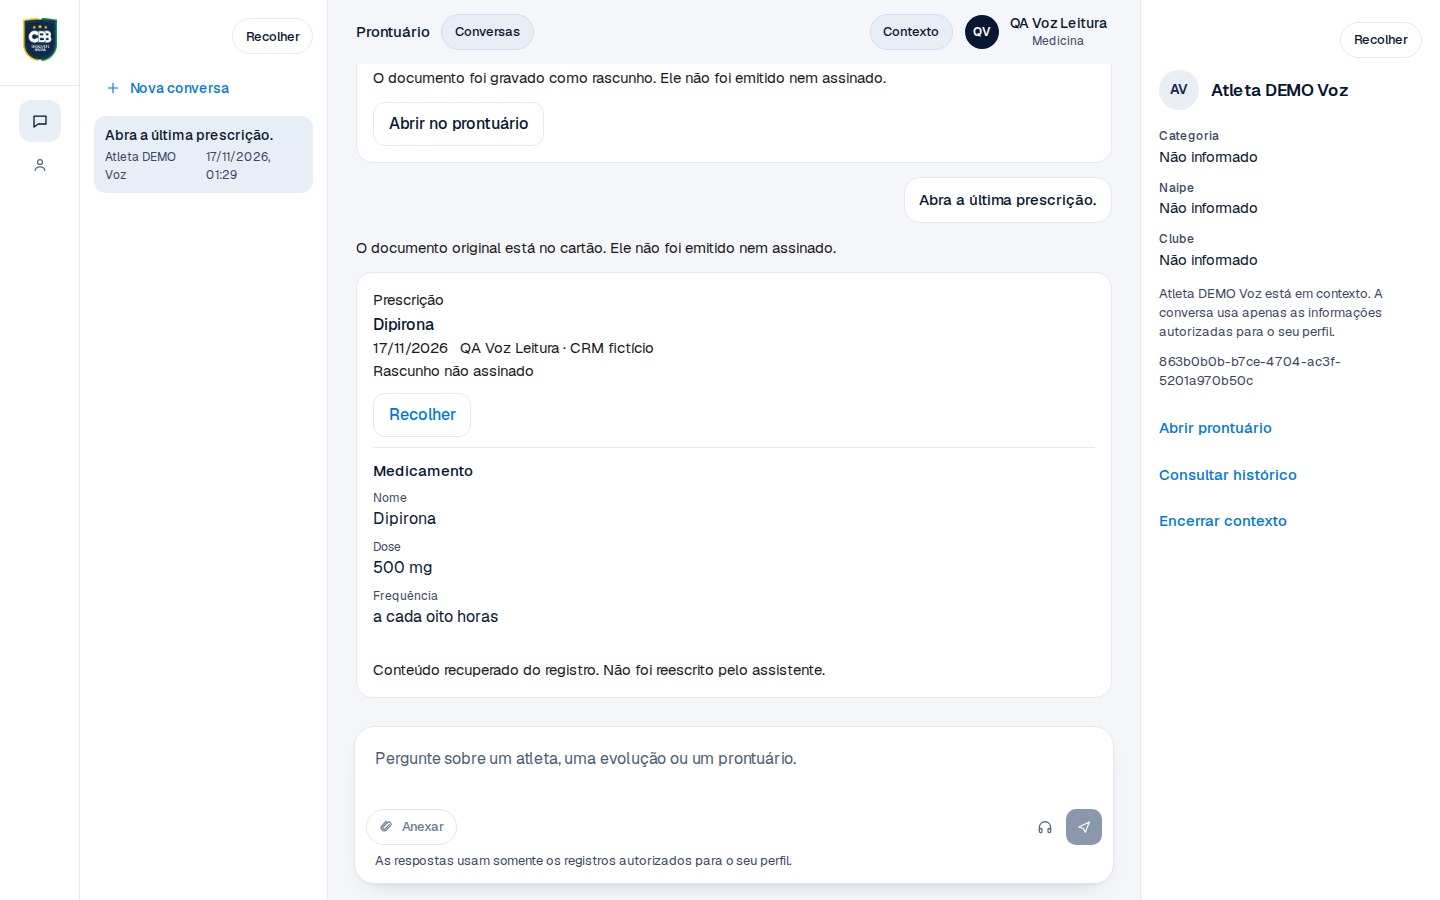 CBB
Recolher
Nova conversa
Abra a última prescrição.
Atleta DEMO Voz
17/11/2026, 01:29
Prontuário
Conversas
Contexto
QV
QA Voz Leitura
Medicina
O documento foi gravado como rascunho. Ele não foi emitido nem assinado.
Abrir no prontuário
Abra a última prescrição.
O documento original está no cartão. Ele não foi emitido nem assinado.
Prescrição
Dipirona
17/11/2026 QA Voz Leitura · CRM fictício
Rascunho não assinado
Recolher
Medicamento
Nome
Dipirona
Dose
500 mg
Frequência
a cada oito horas
Conteúdo recuperado do registro. Não foi reescrito pelo assistente.
Pergunte sobre um atleta, uma evolução ou um prontuário.
Anexar
As respostas usam somente os registros autorizados para o seu perfil.
Recolher
AV
Atleta DEMO Voz
Categoria
Não informado
Naipe
Não informado
Clube
Não informado
Atleta DEMO Voz está em contexto. A
conversa usa apenas as informações
autorizadas para o seu perfil.
863b0b0b-b7ce-4704-ac3f-
5201a970b50c
Abrir prontuário
Consultar histórico
Encerrar contexto